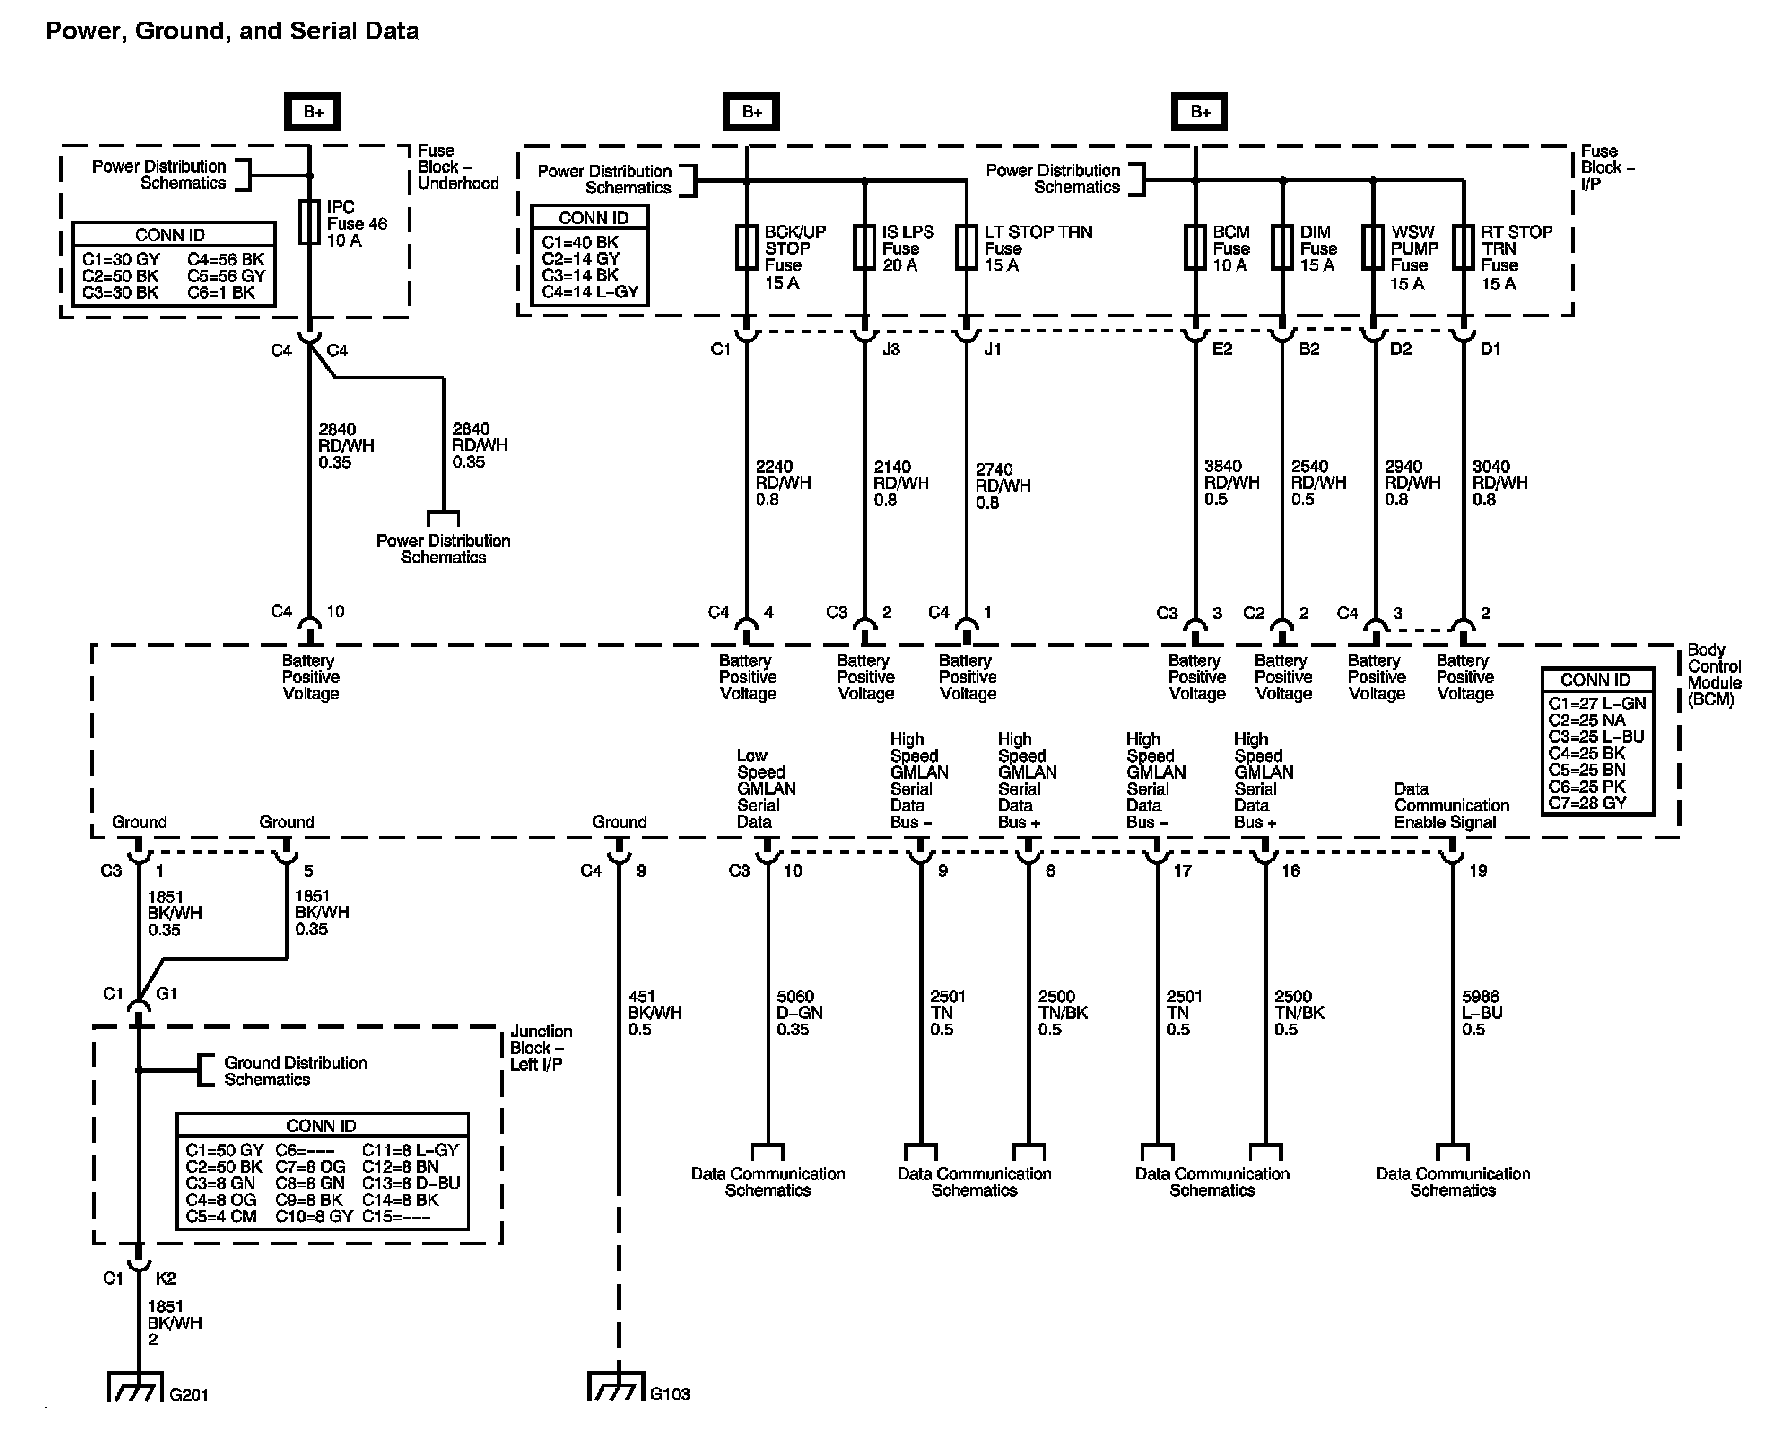 Power, Ground, and Serial Data
B+
B+
B+
Fuse
Block –
Underhood
Power Distribution
Schematics
IPC
Fuse 46
10 A
CONN ID
C1=30 GY C4=56 BK
C2=50 BK C5=56 GY
C3=30 BK C6=1 BK
Power Distribution
Schematics
CONN ID
C1=40 BK
C2=14 GY
C3=14 BK
C4=14 L–GY
BCK/UP
STOP
Fuse
15 A
IS LPS
Fuse
20 A
LT STOP TRN
Fuse
15 A
Power Distribution
Schematics
BCM
Fuse
10 A
DIM
Fuse
15 A
WSW
PUMP
Fuse
15 A
RT STOP
TRN
Fuse
15 A
Fuse
Block –
I/P
C4 C4
C1 J3 J1 E2 B2 D2 D1
2840
RD/WH
0.35
2840
RD/WH
0.35
Power Distribution
Schematics
2240
RD/WH
0.8
2140
RD/WH
0.8
2740
RD/WH
0.8
3840
RD/WH
0.5
2540
RD/WH
0.5
2940
RD/WH
0.8
3040
RD/WH
0.8
C4 10 C4 4 C3 2 C4 1 C3 3 C2 2 C4 3 2
Battery
Positive
Voltage
Battery
Positive
Voltage
Battery
Positive
Voltage
Battery
Positive
Voltage
Battery
Positive
Voltage
Battery
Positive
Voltage
Battery
Positive
Voltage
Battery
Positive
Voltage
Body
Control
Module
(BCM)
CONN ID
C1=27 L–GN
C2=25 NA
C3=25 L–BU
C4=25 BK
C5=25 BN
C6=25 PK
C7=28 GY
Ground
Ground
Ground
Low
Speed
GMLAN
Serial
Data
High
Speed
GMLAN
Serial
Data
Bus –
High
Speed
GMLAN
Serial
Data
Bus +
High
Speed
GMLAN
Serial
Data
Bus –
High
Speed
GMLAN
Serial
Data
Bus +
Data
Communication
Enable Signal
C3 1 5 C4 9 C3 10 9 8 17 16 19
1851
BK/WH
0.35
1851
BK/WH
0.35
C1 G1
451
BK/WH
0.5
5060
D–GN
0.35
2501
TN
0.5
2500
TN/BK
0.5
2501
TN
0.5
2500
TN/BK
0.5
5986
L–BU
0.5
Junction
Block –
Left I/P
Ground Distribution
Schematics
CONN ID
C1=50 GY C6=––– C11=8 L–GY
C2=50 BK C7=8 OG C12=8 BN
C3=8 GN C8=8 GN C13=8 D–BU
C4=8 OG C9=8 BK C14=8 BK
C5=4 CM C10=8 GY C15=–––
Data Communication
Schematics
Data Communication
Schematics
Data Communication
Schematics
Data Communication
Schematics
C1 K2
1851
BK/WH
2
G201
G103